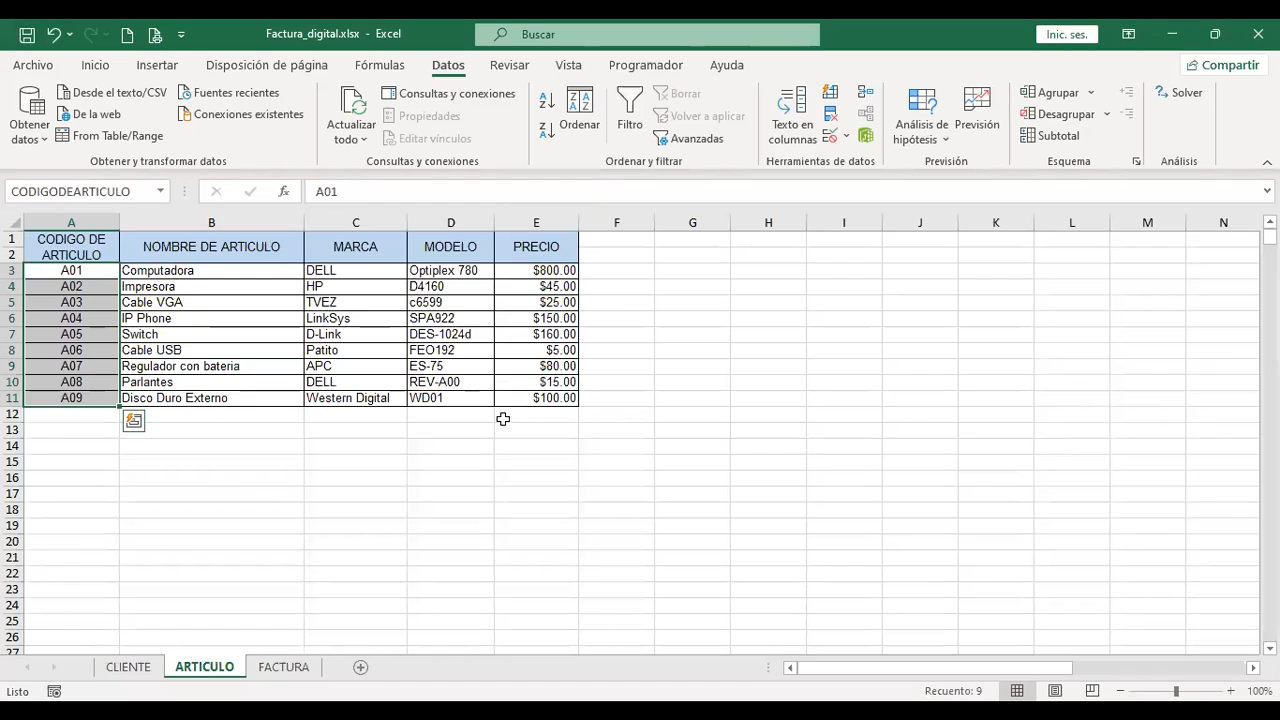 Factura_digital.xlsx - Excel
Buscar
Inic. ses.
Archivo Inicio Insertar Disposición de página Fórmulas Datos Revisar Vista Programador Ayuda
Compartir
Obtener datos
Desde el texto/CSV
De la web
From Table/Range
Fuentes recientes
Conexiones existentes
Obtener y transformar datos
Actualizar todo
Consultas y conexiones
Propiedades
Editar vínculos
Consultas y conexiones
Ordenar
Filtro
Borrar
Volver a aplicar
Avanzadas
Ordenar y filtrar
Texto en columnas
Herramientas de datos
Análisis de hipótesis
Previsión
Previsión
Agrupar
Desagrupar
Subtotal
Esquema
Solver
Análisis
CODIGODEARTICULO
fx
A01
A B C D E F G H I J K L M N
1 CODIGO DE NOMBRE DE ARTICULO MARCA MODELO PRECIO
2 ARTICULO
3 A01 Computadora DELL Optiplex 780 $800.00
4 A02 Impresora HP D4160 $45.00
5 A03 Cable VGA TVEZ c6599 $25.00
6 A04 IP Phone LinkSys SPA922 $150.00
7 A05 Switch D-Link DES-1024d $160.00
8 A06 Cable USB Patito FEO192 $5.00
9 A07 Regulador con bateria APC ES-75 $80.00
10 A08 Parlantes DELL REV-A00 $15.00
11 A09 Disco Duro Externo Western Digital WD01 $100.00
12
13
14
15
16
17
18
19
20
21
22
23
24
25
26
27
CLIENTE ARTICULO FACTURA
Listo
Recuento: 9
100%